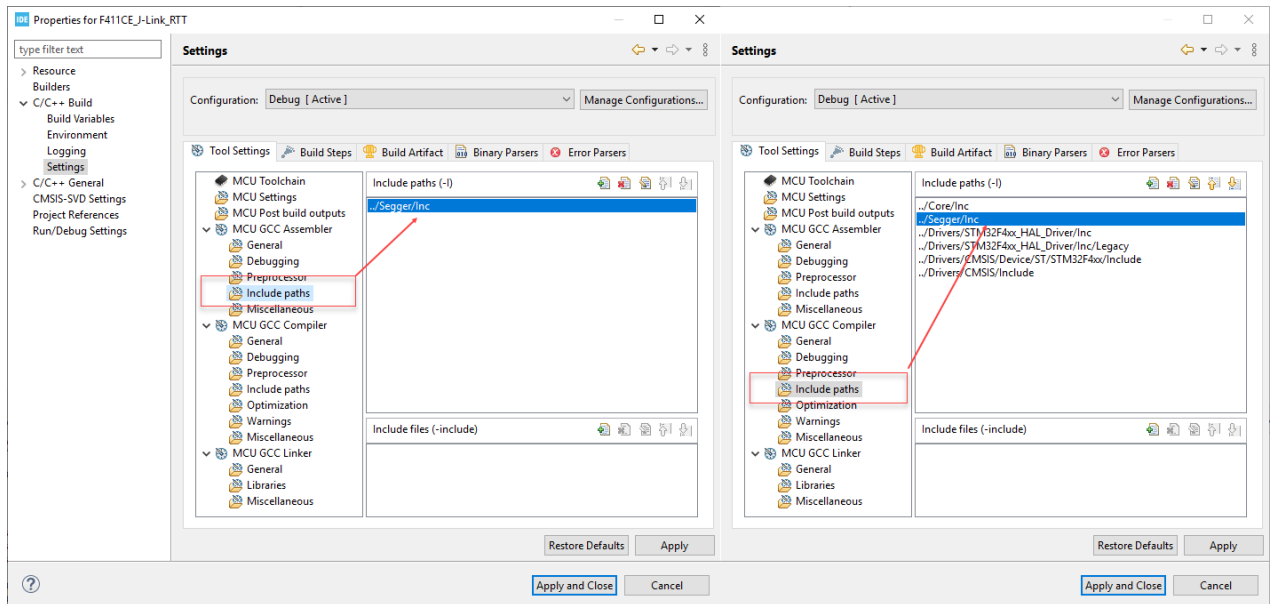 IDE Properties for F411CE_J-Link_RTT
type filter text
Resource
Builders
C/C++ Build
Build Variables
Environment
Logging
Settings
C/C++ General
CMSIS-SVD Settings
Project References
Run/Debug Settings
Settings
Configuration: Debug [ Active ]
Manage Configurations...
Tool Settings Build Steps Build Artifact Binary Parsers Error Parsers
MCU Toolchain
MCU Settings
MCU Post build outputs
MCU GCC Assembler
General
Debugging
Preprocessor
Include paths
Miscellaneous
MCU GCC Compiler
General
Debugging
Preprocessor
Include paths
Optimization
Warnings
Miscellaneous
MCU GCC Linker
General
Libraries
Miscellaneous
Include paths (-I)
../Segger/Inc
Include files (-include)
Restore Defaults Apply
Apply and Close Cancel
Settings
Configuration: Debug [ Active ]
Manage Configurations...
Tool Settings Build Steps Build Artifact Binary Parsers Error Parsers
MCU Toolchain
MCU Settings
MCU Post build outputs
MCU GCC Assembler
General
Debugging
Preprocessor
Include paths
Miscellaneous
MCU GCC Compiler
General
Debugging
Preprocessor
Include paths
Optimization
Warnings
Miscellaneous
MCU GCC Linker
General
Libraries
Miscellaneous
Include paths (-I)
../Core/Inc
../Segger/Inc
../Drivers/STM32F4xx_HAL_Driver/Inc
../Drivers/STM32F4xx_HAL_Driver/Inc/Legacy
../Drivers/CMSIS/Device/ST/STM32F4xx/Include
../Drivers/CMSIS/Include
Include files (-include)
Restore Defaults Apply
Apply and Close Cancel